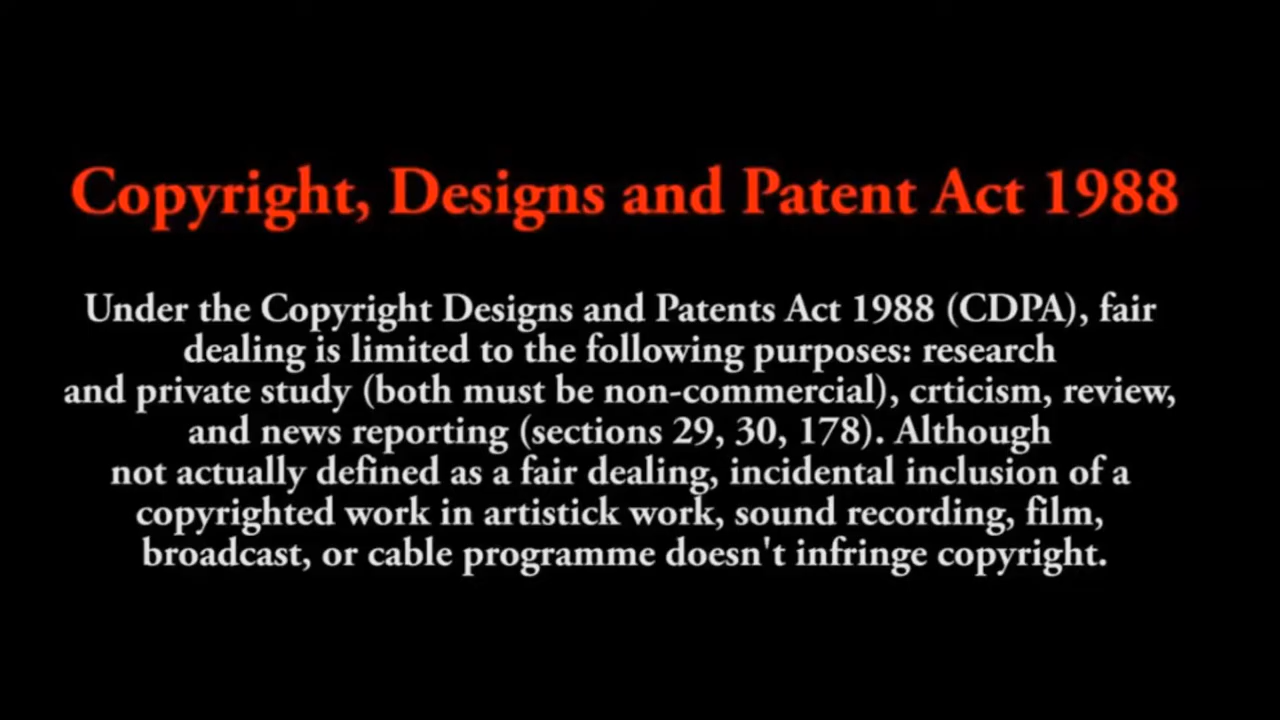 Copyright, Designs and Patent Act 1988
Under the Copyright Designs and Patents Act 1988 (CDPA), fair
dealing is limited to the following purposes: research
and private study (both must be non-commercial), crticism, review,
and news reporting (sections 29, 30, 178). Although
not actually defined as a fair dealing, incidental inclusion of a
copyrighted work in artistick work, sound recording, film,
broadcast, or cable programme doesn't infringe copyright.